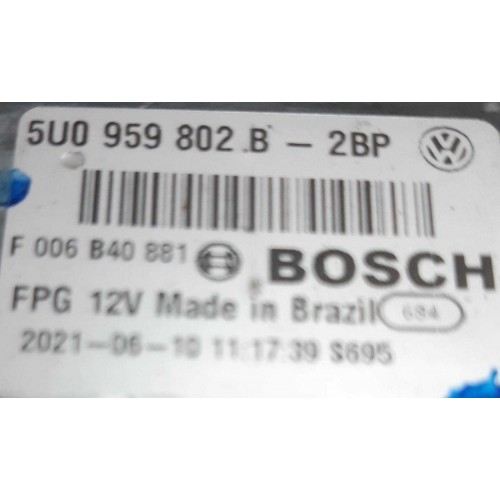 5U0 959 802 B - 2BP
F 006 B40 881 BOSCH
FPG 12V Made in Brazil 684
2021-06-10 11:17:39 S695